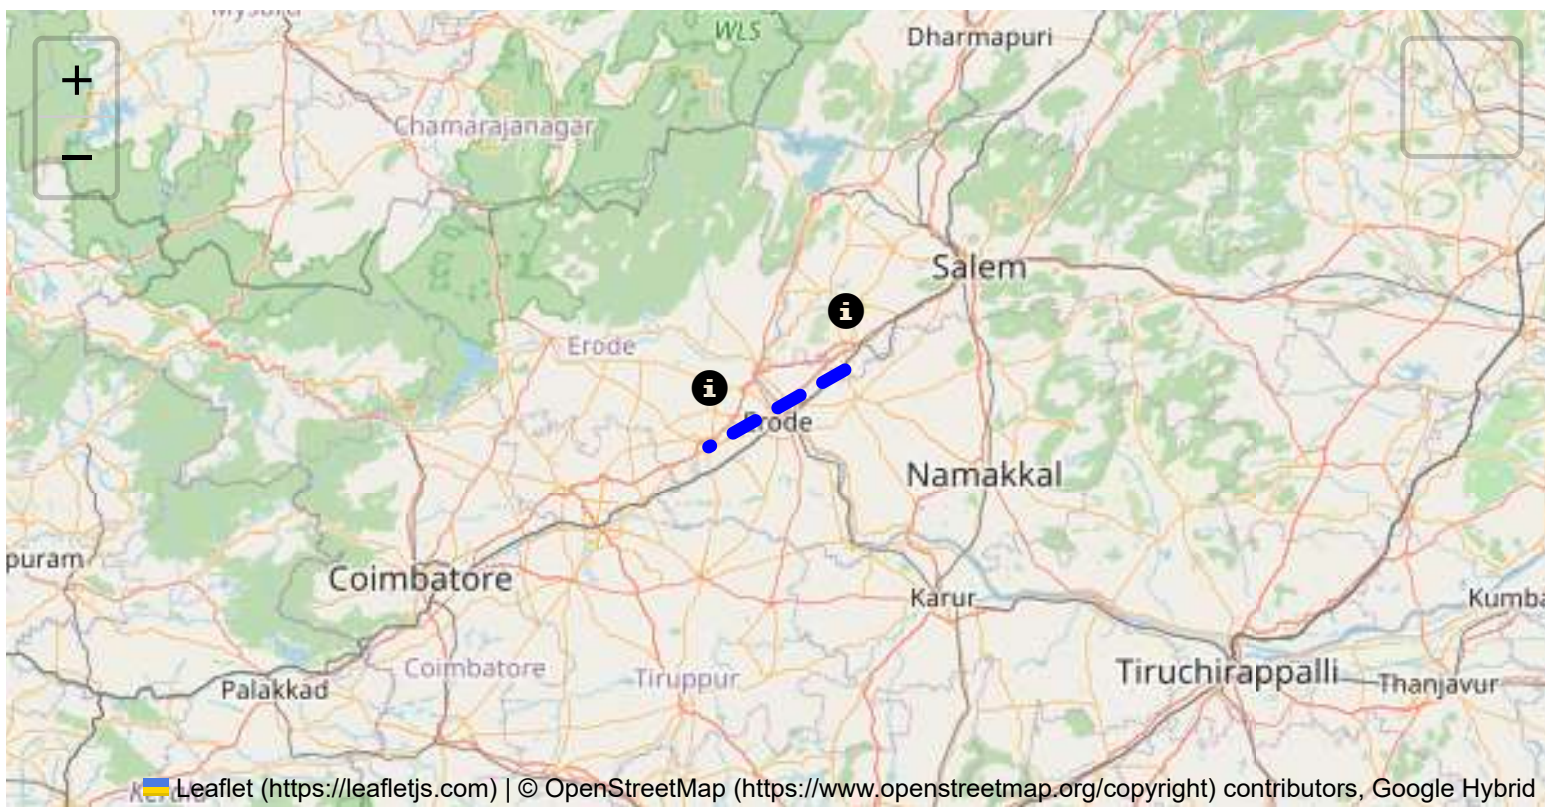 WLS
Dharmapuri
+
Chamarajanagar
−
Salem
i
Erode
i
Erode
Namakkal
puram
Coimbatore
Karur
Kumba
Coimbatore
Tiruppur
Tiruchirappalli
Palakkad
Thanjavur
Leaflet (https://leafletjs.com) | © OpenStreetMap (https://www.openstreetmap.org/copyright) contributors, Google Hybrid